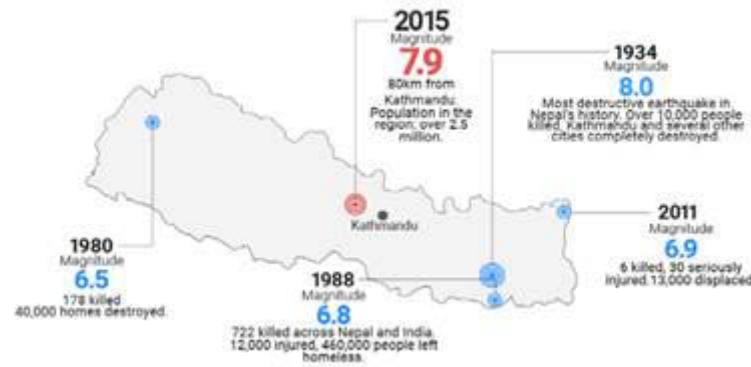 2015
Magnitude
7.9
80km from
Kathmandu.
Population in the
region, over 2.5
million.
1934
Magnitude
8.0
Most destructive earthquake in
Nepal's history. Over 10,000 people
killed, Kathmandu and several other
cities completely destroyed.
Kathmandu
2011
Magnitude
6.9
6 killed, 30 seriously
injured.13,000 displaced
1980
Magnitude
6.5
178 killed
40,000 homes destroyed.
1988
Magnitude
6.8
722 killed across Nepal and India,
12,000 injured, 460,000 people left
homeless.